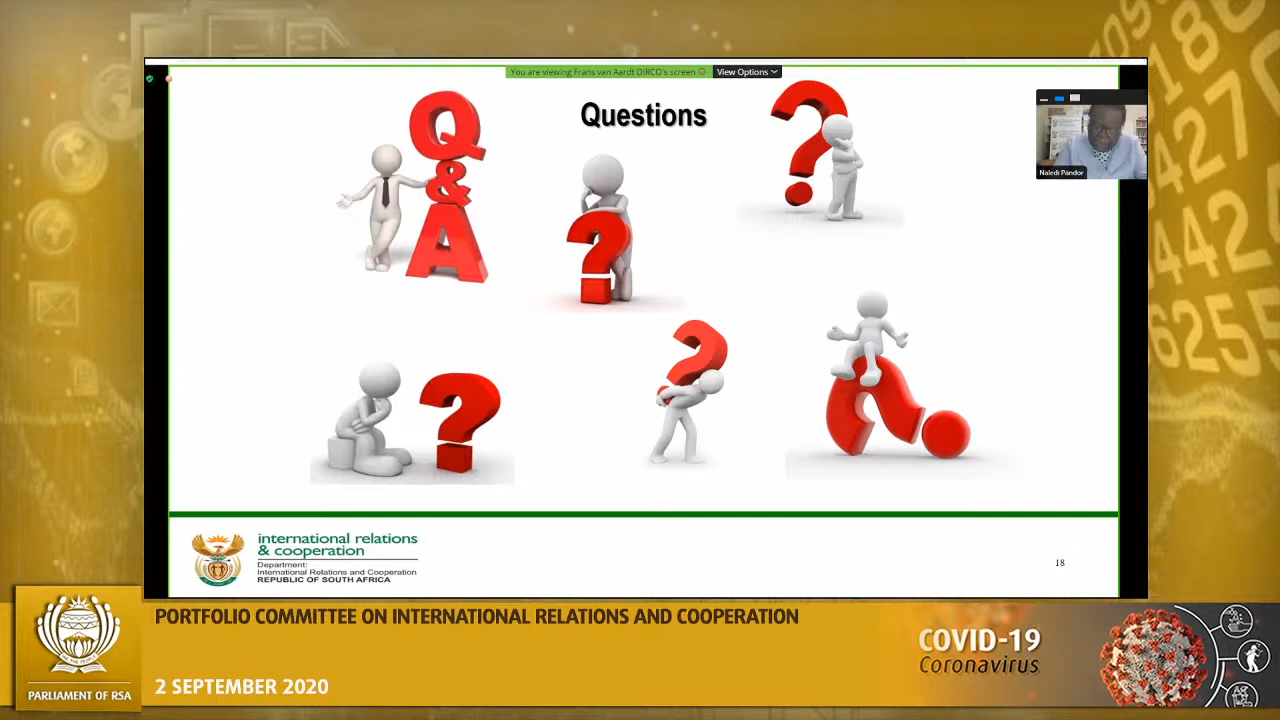 You are viewing Frans van Aardt DIRCO's screen
View Options
Questions
Q
&
A
?
?
?
?
?
Naledi Pandor
international relations
& cooperation
Department:
International Relations and Cooperation
REPUBLIC OF SOUTH AFRICA
18
PORTFOLIO COMMITTEE ON INTERNATIONAL RELATIONS AND COOPERATION
COVID-19
Coronavirus
PARLIAMENT OF RSA
2 SEPTEMBER 2020